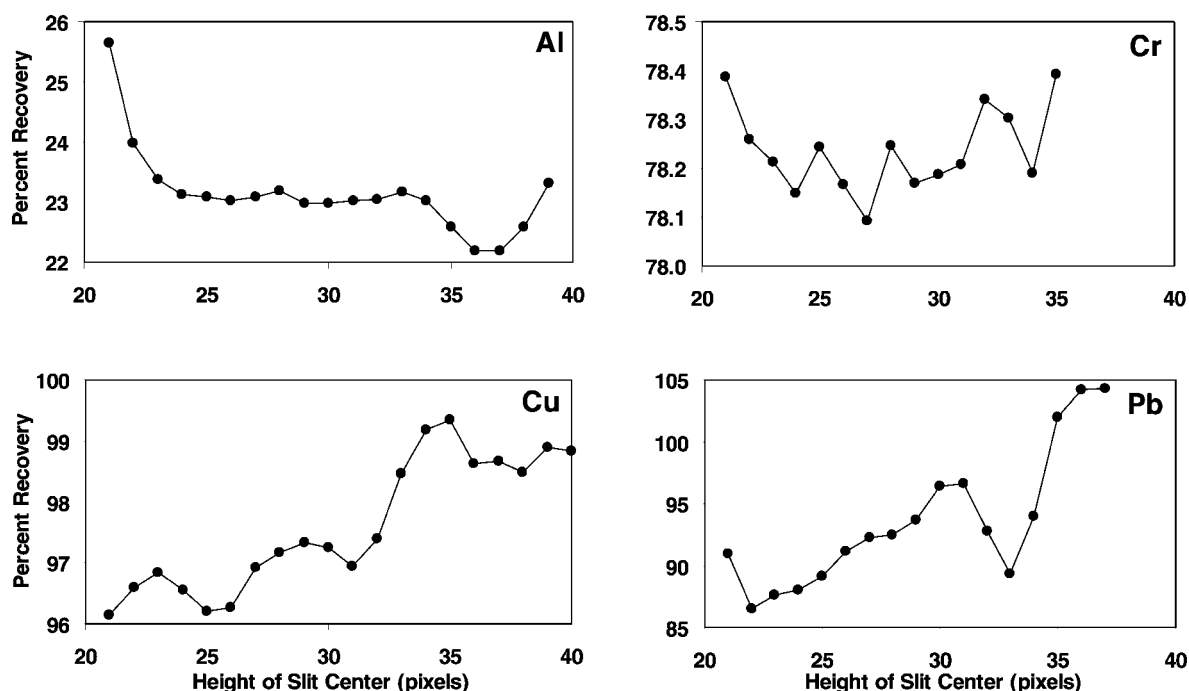 Al
Percent Recovery
26
25
24
23
22
20 25 30 35 40
Cr
78.5
78.4
78.3
78.2
78.1
78.0
20 25 30 35 40
Cu
Percent Recovery
100
99
98
97
96
20 25 30 35 40
Height of Slit Center (pixels)
Pb
105
100
95
90
85
20 25 30 35 40
Height of Slit Center (pixels)